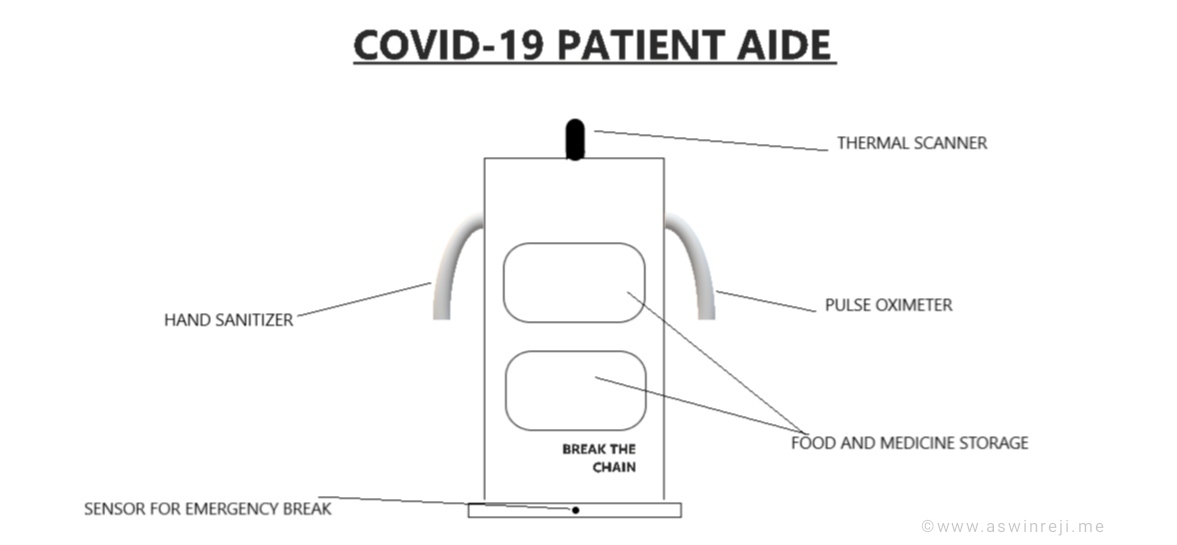 COVID-19 PATIENT AIDE
THERMAL SCANNER
HAND SANITIZER
PULSE OXIMETER
FOOD AND MEDICINE STORAGE
BREAK THE
CHAIN
SENSOR FOR EMERGENCY BREAK
©www.aswinreji.me